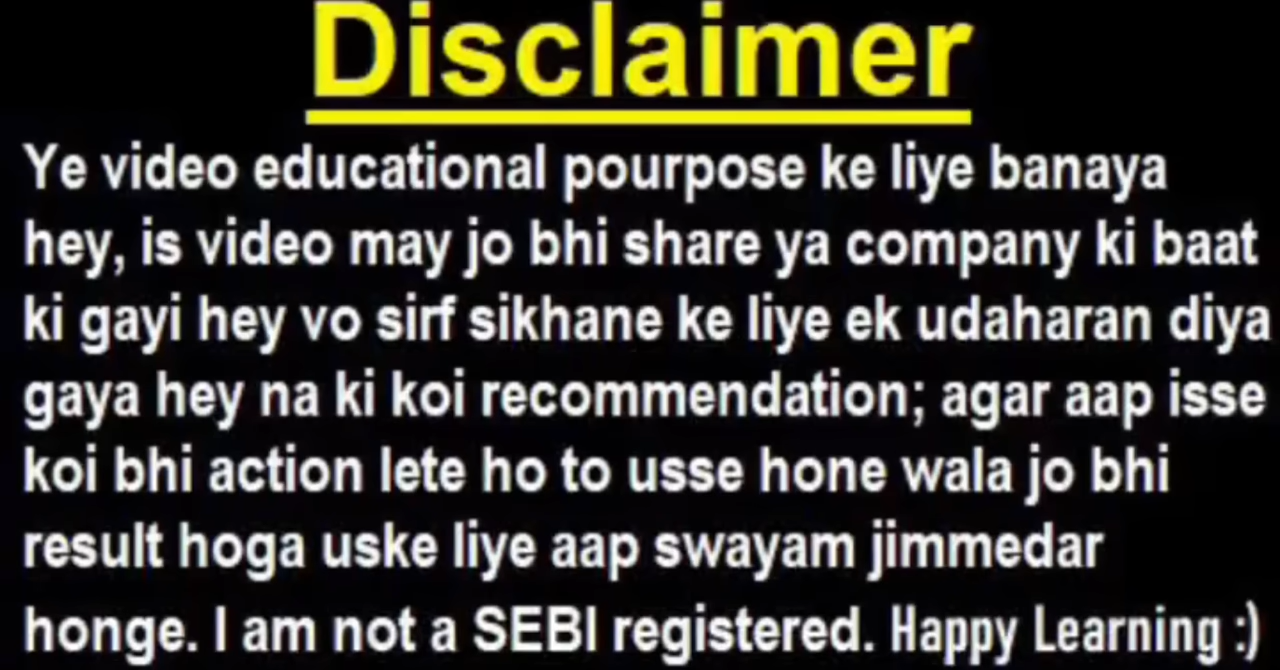 Disclaimer
Ye video educational pourpose ke liye banaya
hey, is video may jo bhi share ya company ki baat
ki gayi hey vo sirf sikhane ke liye ek udaharan diya
gaya hey na ki koi recommendation; agar aap isse
koi bhi action lete ho to usse hone wala jo bhi
result hoga uske liye aap swayam jimmedar
honge. I am not a SEBI registered. Happy Learning :)